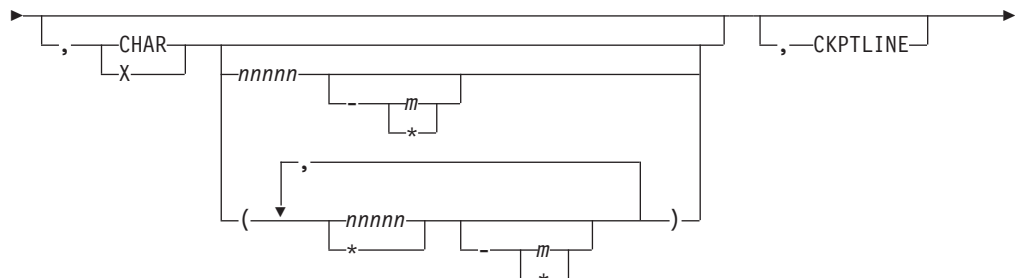 , CHAR , CKPTLINE
X nnnnn
- m
*
,
( nnnnn )
* - m
*